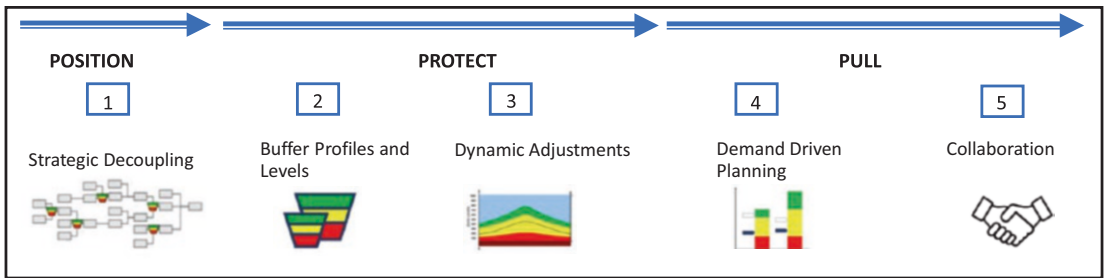 POSITION
PROTECT
PULL
1
2
3
4
5
Strategic Decoupling
Buffer Profiles and
Levels
Dynamic Adjustments
Demand Driven
Planning
Collaboration